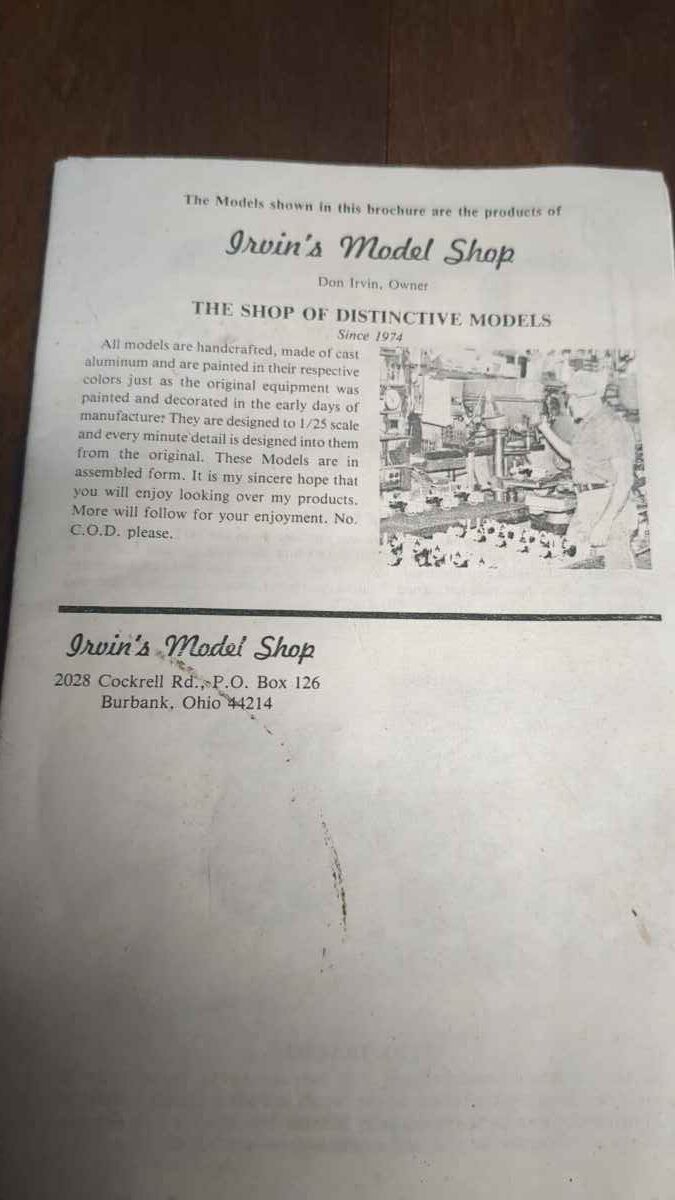 The Models shown in this brochure are the products of
Irvin's Model Shop
Don Irvin, Owner
THE SHOP OF DISTINCTIVE MODELS
Since 1974
All models are handcrafted, made of cast
aluminum and are painted in their respective
colors just as the original equipment was
painted and decorated in the early days of
manufacture. They are designed to 1/25 scale
and every minute detail is designed into them
from the original. These Models are in
assembled form. It is my sincere hope that
you will enjoy looking over my products.
More will follow for your enjoyment. No.
C.O.D. please.
Irvin's Model Shop
2028 Cockrell Rd., P.O. Box 126
Burbank, Ohio 44214